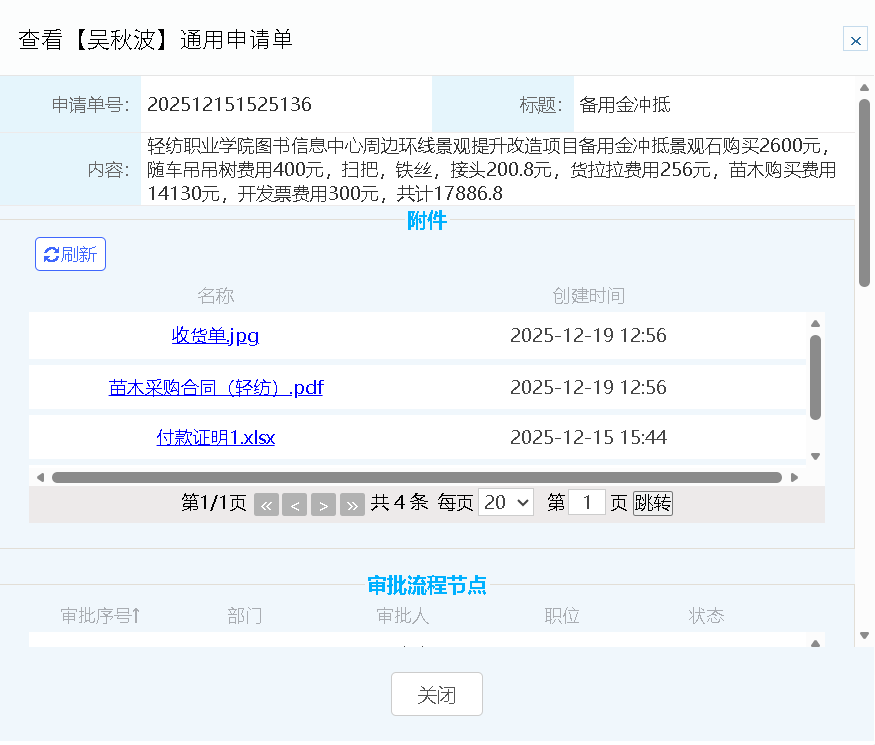 查看【吴秋波】通用申请单
申请单号： 202512151525136 标题： 备用金冲抵
内容： 轻纺职业学院图书信息中心周边环线景观提升改造项目备用金冲抵景观石购买2600元，
随车吊吊树费用400元，扫把，铁丝，接头200.8元，货拉拉费用256元，苗木购买费用
14130元，开发票费用300元，共计17886.8
附件
刷新
名称 创建时间
收货单.jpg 2025-12-19 12:56
苗木采购合同（轻纺）.pdf 2025-12-19 12:56
付款证明1.xlsx 2025-12-15 15:44
第1/1页 « < > » 共 4 条 每页 20 第 1 页 跳转
审批流程节点
审批序号↑ 部门 审批人 职位 状态
关闭